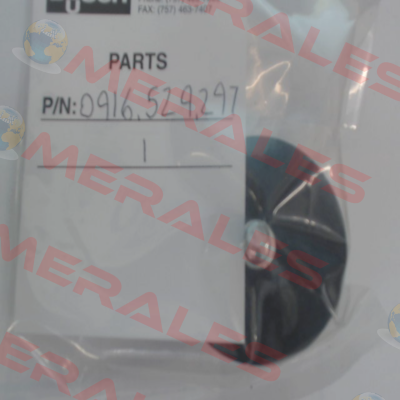 FAX: (757) 463-7407
PARTS
P/N: 0916.529.297
1
MERALES
MERALES
MERALES